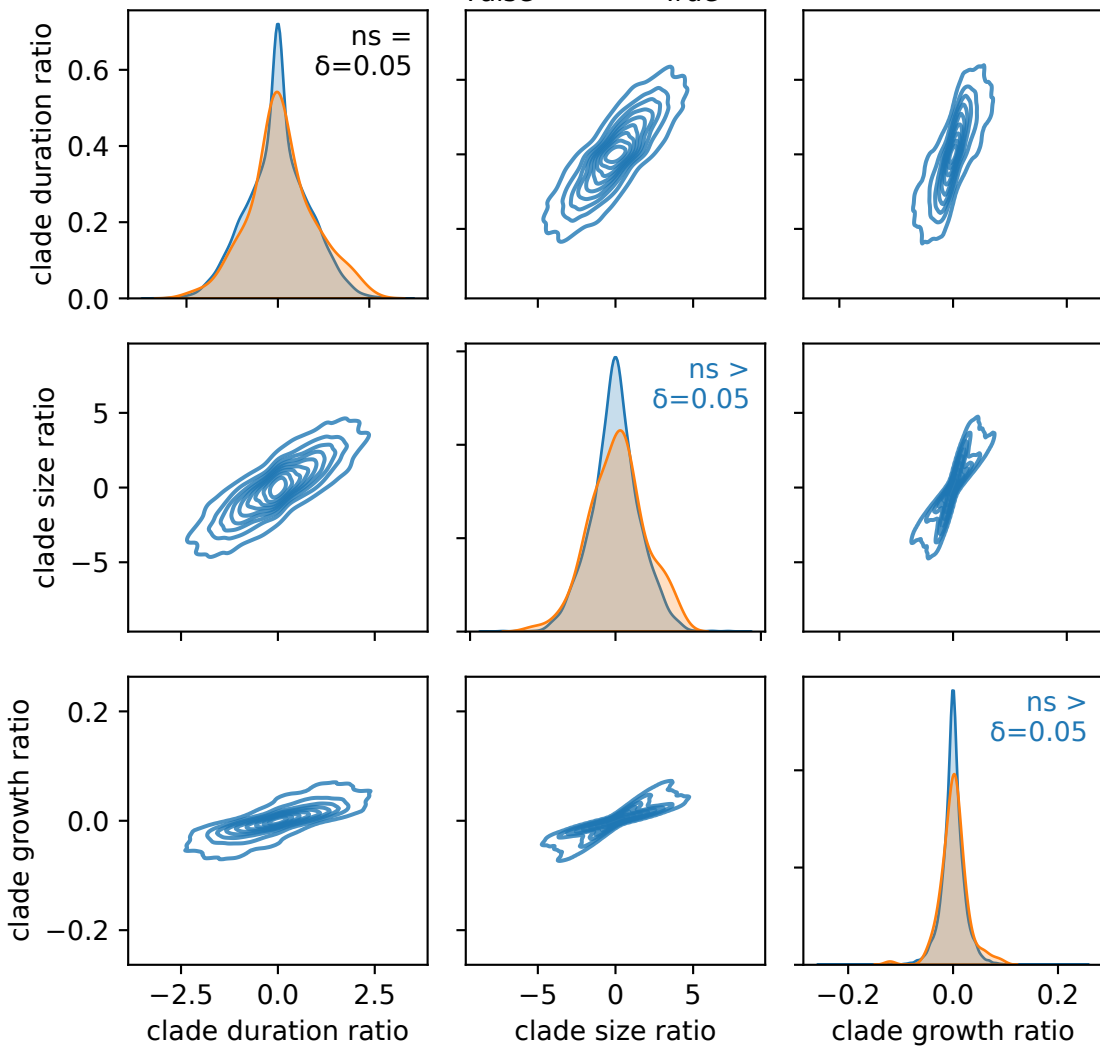 clade duration ratio
0.6
0.4
0.2
0.0
ns =
δ=0.05
clade size ratio
5
0
−5
ns >
δ=0.05
clade growth ratio
0.2
0.0
−0.2
ns >
δ=0.05
−2.5 0.0 2.5
−5 0 5
−0.2 0.0 0.2
clade duration ratio
clade size ratio
clade growth ratio